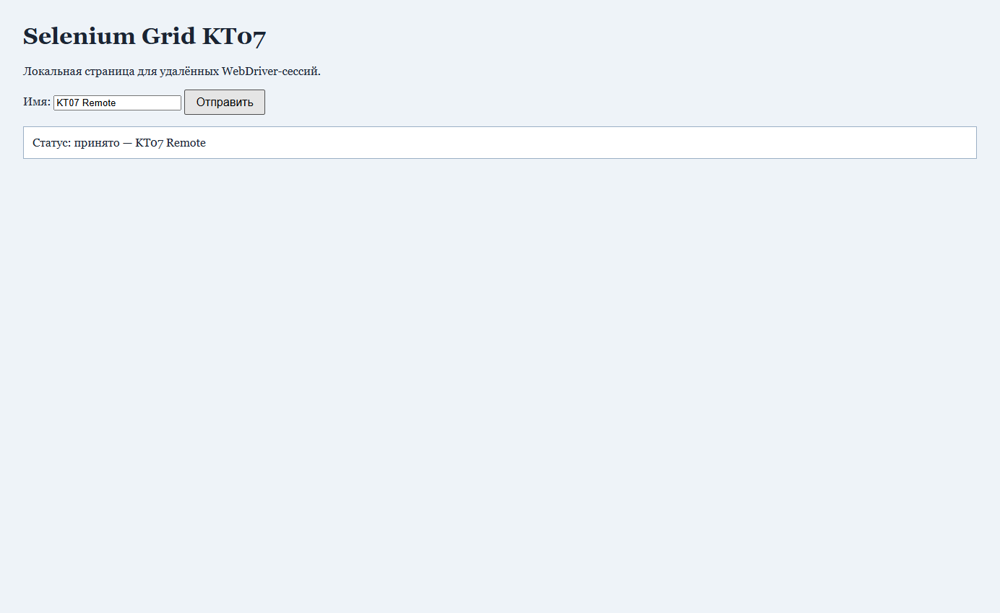 Selenium Grid KT07
Локальная страница для удалённых WebDriver-сессий.
Имя: KT07 Remote Отправить
Статус: принято — KT07 Remote